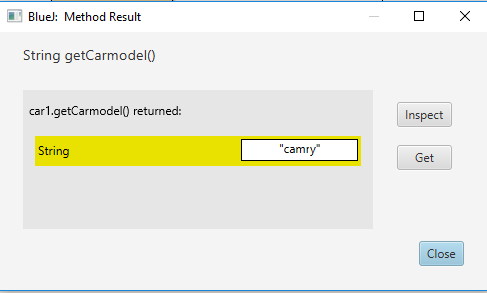 BlueJ:  Method Result
String getCarmodel()
car1.getCarmodel() returned:
Inspect
String "camry"
Get
Close